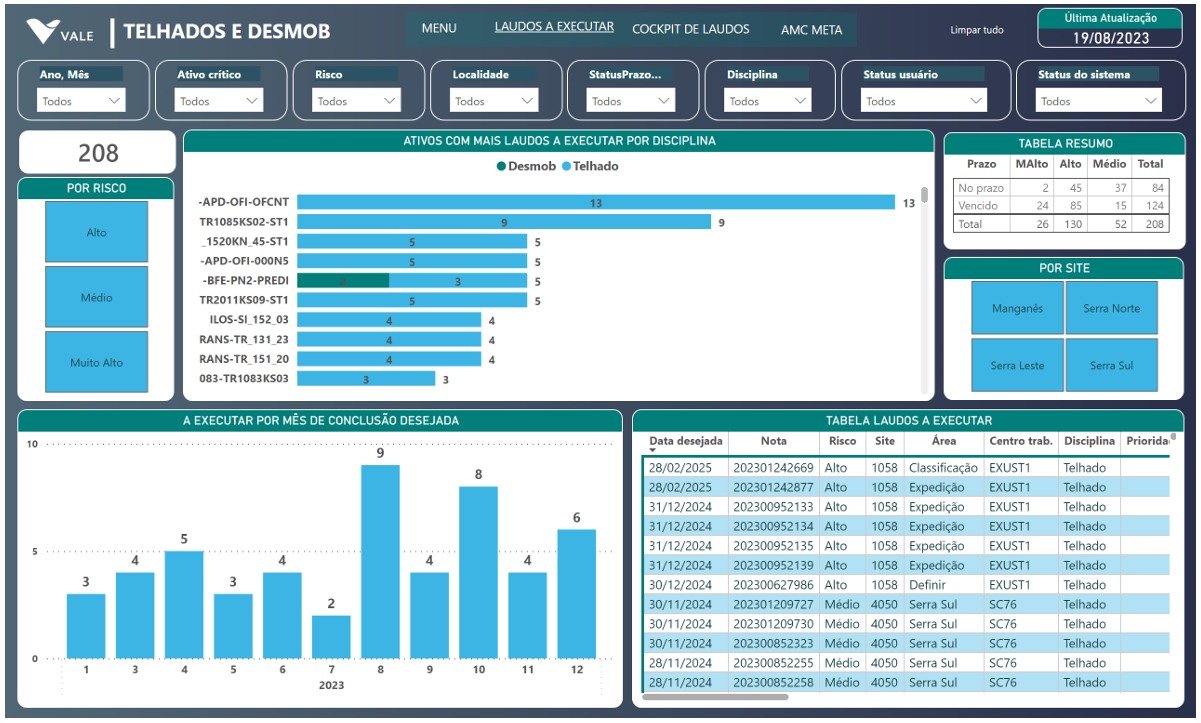 VALE
TELHADOS E DESMOB
MENU
LAUDOS A EXECUTAR
COCKPIT DE LAUDOS
AMC META
Limpar tudo
Última Atualização
19/08/2023
Ano, Mês
Todos
Ativo crítico
Todos
Risco
Todos
Localidade
Todos
StatusPrazo...
Todos
Disciplina
Todos
Status usuário
Todos
Status do sistema
Todos
208
POR RISCO
Alto
Médio
Muito Alto
ATIVOS COM MAIS LAUDOS A EXECUTAR POR DISCIPLINA
Desmob Telhado
-APD-OFI-OFCNT 13 13
TR1085KS02-ST1 9 9
_1520KN_45-ST1 5 5
-APD-OFI-000N5 5 5
-BFE-PN2-PREDI 2 3 5
TR2011KS09-ST1 5 5
ILOS-SI_152_03 4 4
RANS-TR_131_23 4 4
RANS-TR_151_20 4 4
083-TR1083KS03 3 3
TABELA RESUMO
Prazo MAlto Alto Médio Total
No prazo 2 45 37 84
Vencido 24 85 15 124
Total 26 130 52 208
POR SITE
Manganês Serra Norte
Serra Leste Serra Sul
A EXECUTAR POR MÊS DE CONCLUSÃO DESEJADA
10
5
0
3 4 5 3 4 2 9 4 8 4 6
1 3 4 5 6 7 8 9 10 11 12
2023
TABELA LAUDOS A EXECUTAR
Data desejada Nota Risco Site Área Centro trab. Disciplina Priorida
28/02/2025 202301242669 Alto 1058 Classificação EXUST1 Telhado
28/02/2025 202301242877 Alto 1058 Expedição EXUST1 Telhado
31/12/2024 202300952133 Alto 1058 Expedição EXUST1 Telhado
31/12/2024 202300952134 Alto 1058 Expedição EXUST1 Telhado
31/12/2024 202300952135 Alto 1058 Expedição EXUST1 Telhado
31/12/2024 202300952139 Alto 1058 Expedição EXUST1 Telhado
30/12/2024 202300627986 Alto 1058 Definir EXUST1 Telhado
30/11/2024 202301209727 Médio 4050 Serra Sul SC76 Telhado
30/11/2024 202301209730 Médio 4050 Serra Sul SC76 Telhado
30/11/2024 202300852323 Médio 4050 Serra Sul SC76 Telhado
28/11/2024 202300852255 Médio 4050 Serra Sul SC76 Telhado
28/11/2024 202300852258 Médio 4050 Serra Sul SC76 Telhado